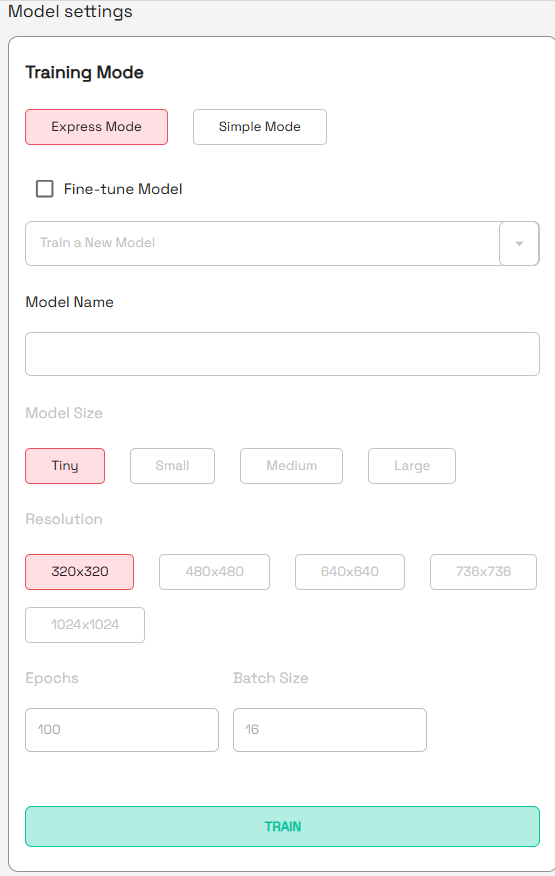 Model settings
Training Mode
Express Mode Simple Mode
Fine-tune Model
Train a New Model
Model Name
Model Size
Tiny Small Medium Large
Resolution
320x320 480x480 640x640 736x736
1024x1024
Epochs Batch Size
100 16
TRAIN